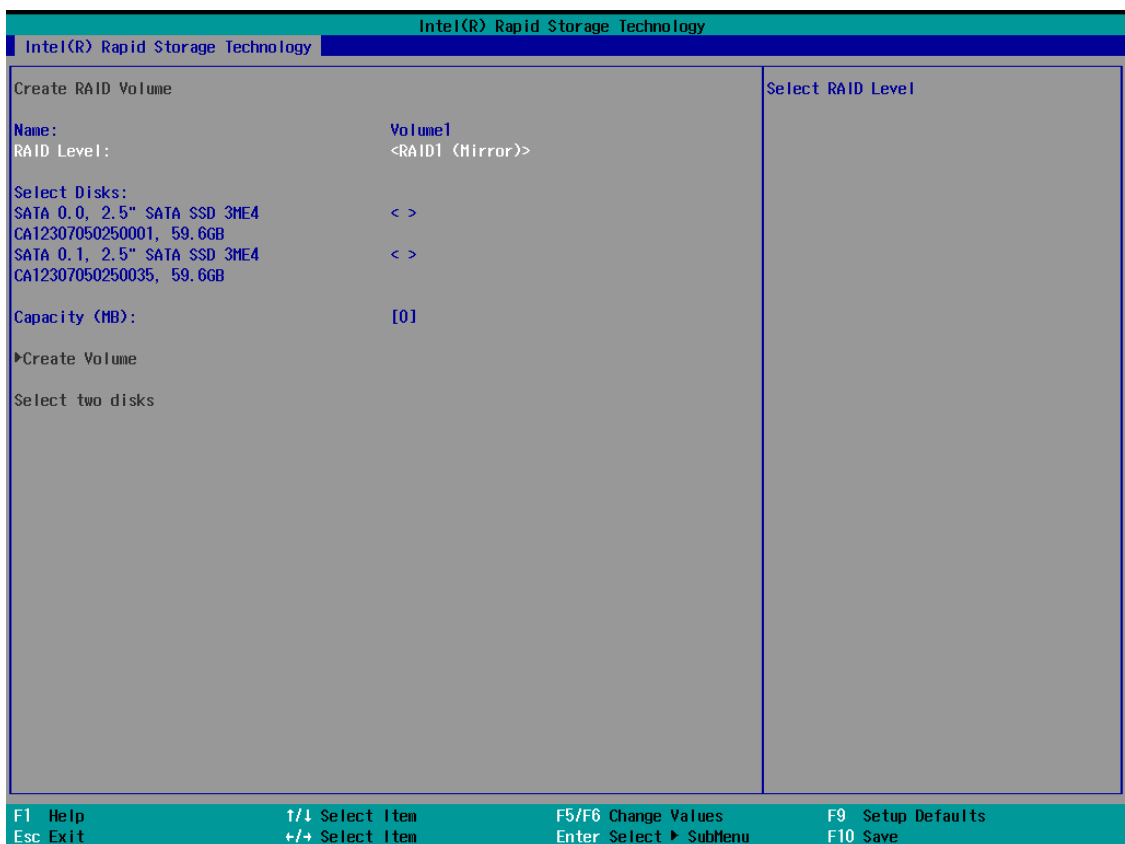 Intel(R) Rapid Storage Technology
Intel(R) Rapid Storage Technology
Create RAID Volume
Select RAID Level
Name: Volume1
RAID Level: <RAID1 (Mirror)>
Select Disks:
SATA 0.0, 2.5" SATA SSD 3ME4 < >
CA12307050250001, 59.6GB
SATA 0.1, 2.5" SATA SSD 3ME4 < >
CA12307050250035, 59.6GB
Capacity (MB): [0]
▶Create Volume
Select two disks
F1 Help ↑/↓ Select Item F5/F6 Change Values F9 Setup Defaults
Esc Exit ←/→ Select Item Enter Select ▶ SubMenu F10 Save